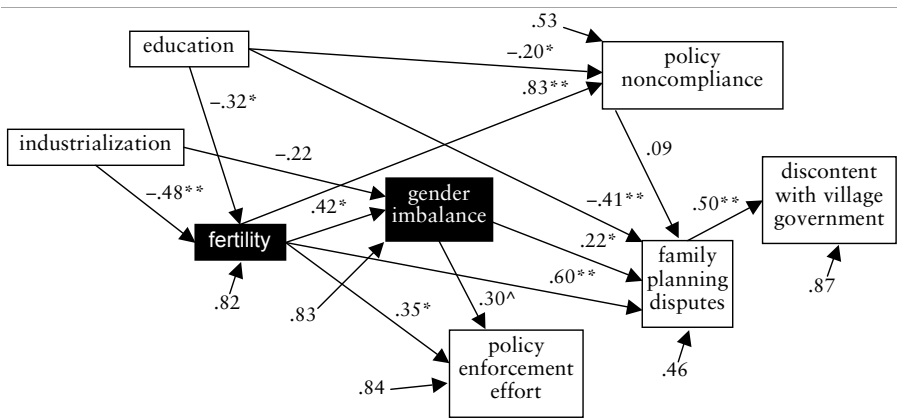 .53
education
policy
noncompliance
–.20*
.83**
–.32*
industrialization
–.22
.09
–.48**
gender
imbalance
.42*
–.41**
.50**
discontent
with village
government
fertility
.22*
family
planning
disputes
.60**
.82
.83
.30^
.35*
.87
policy
enforcement
effort
.84
.46